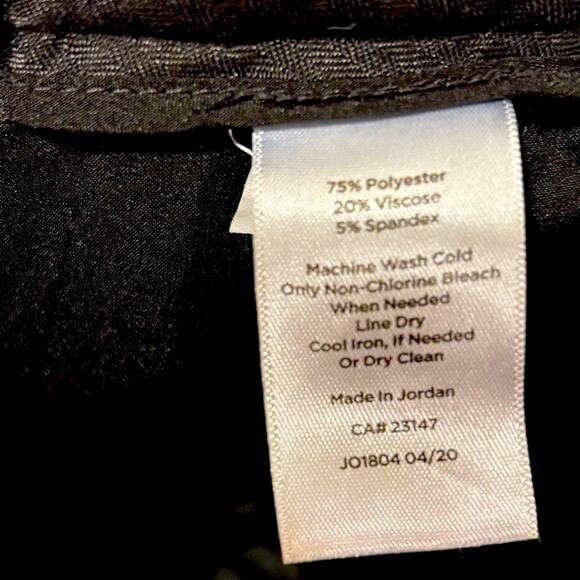 75% Polyester
20% Viscose
5% Spandex
Machine Wash Cold
Only Non-Chlorine Bleach
When Needed
Line Dry
Cool Iron, If Needed
Or Dry Clean
Made In Jordan
CA# 23147
JO1804 04/20